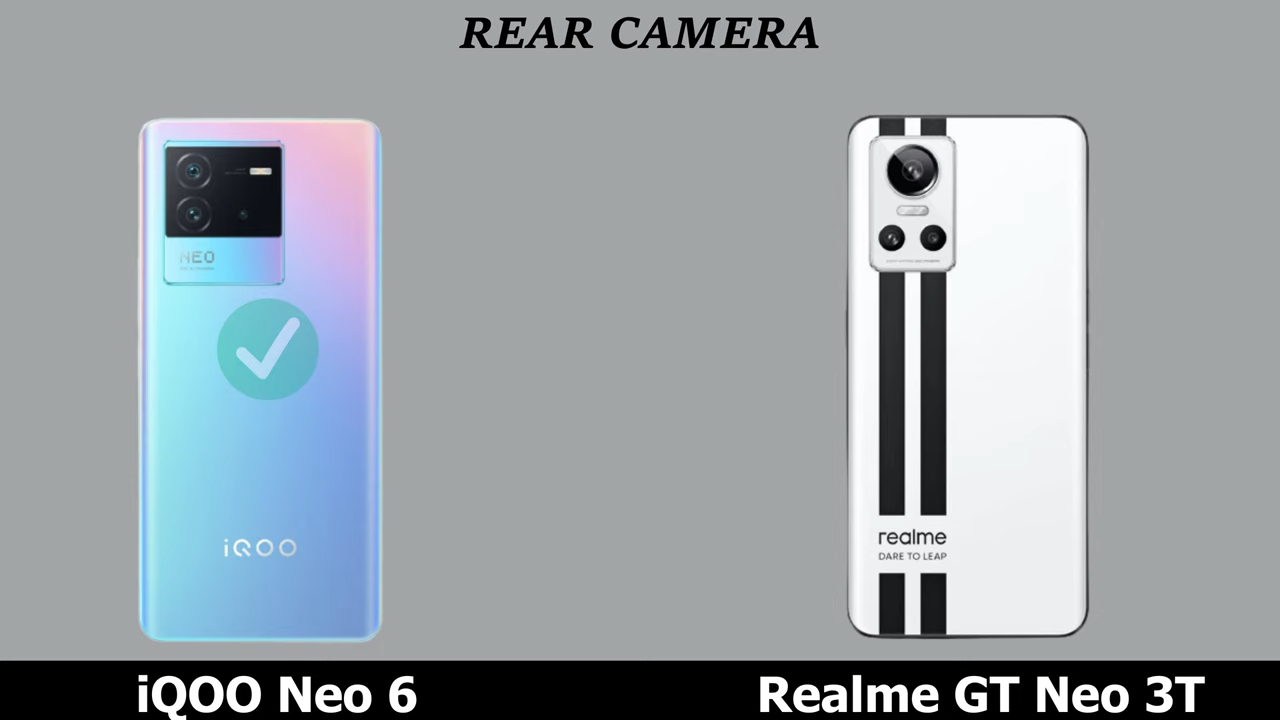 REAR CAMERA
NEO
iQOO
realme
DARE TO LEAP
iQOO Neo 6
Realme GT Neo 3T